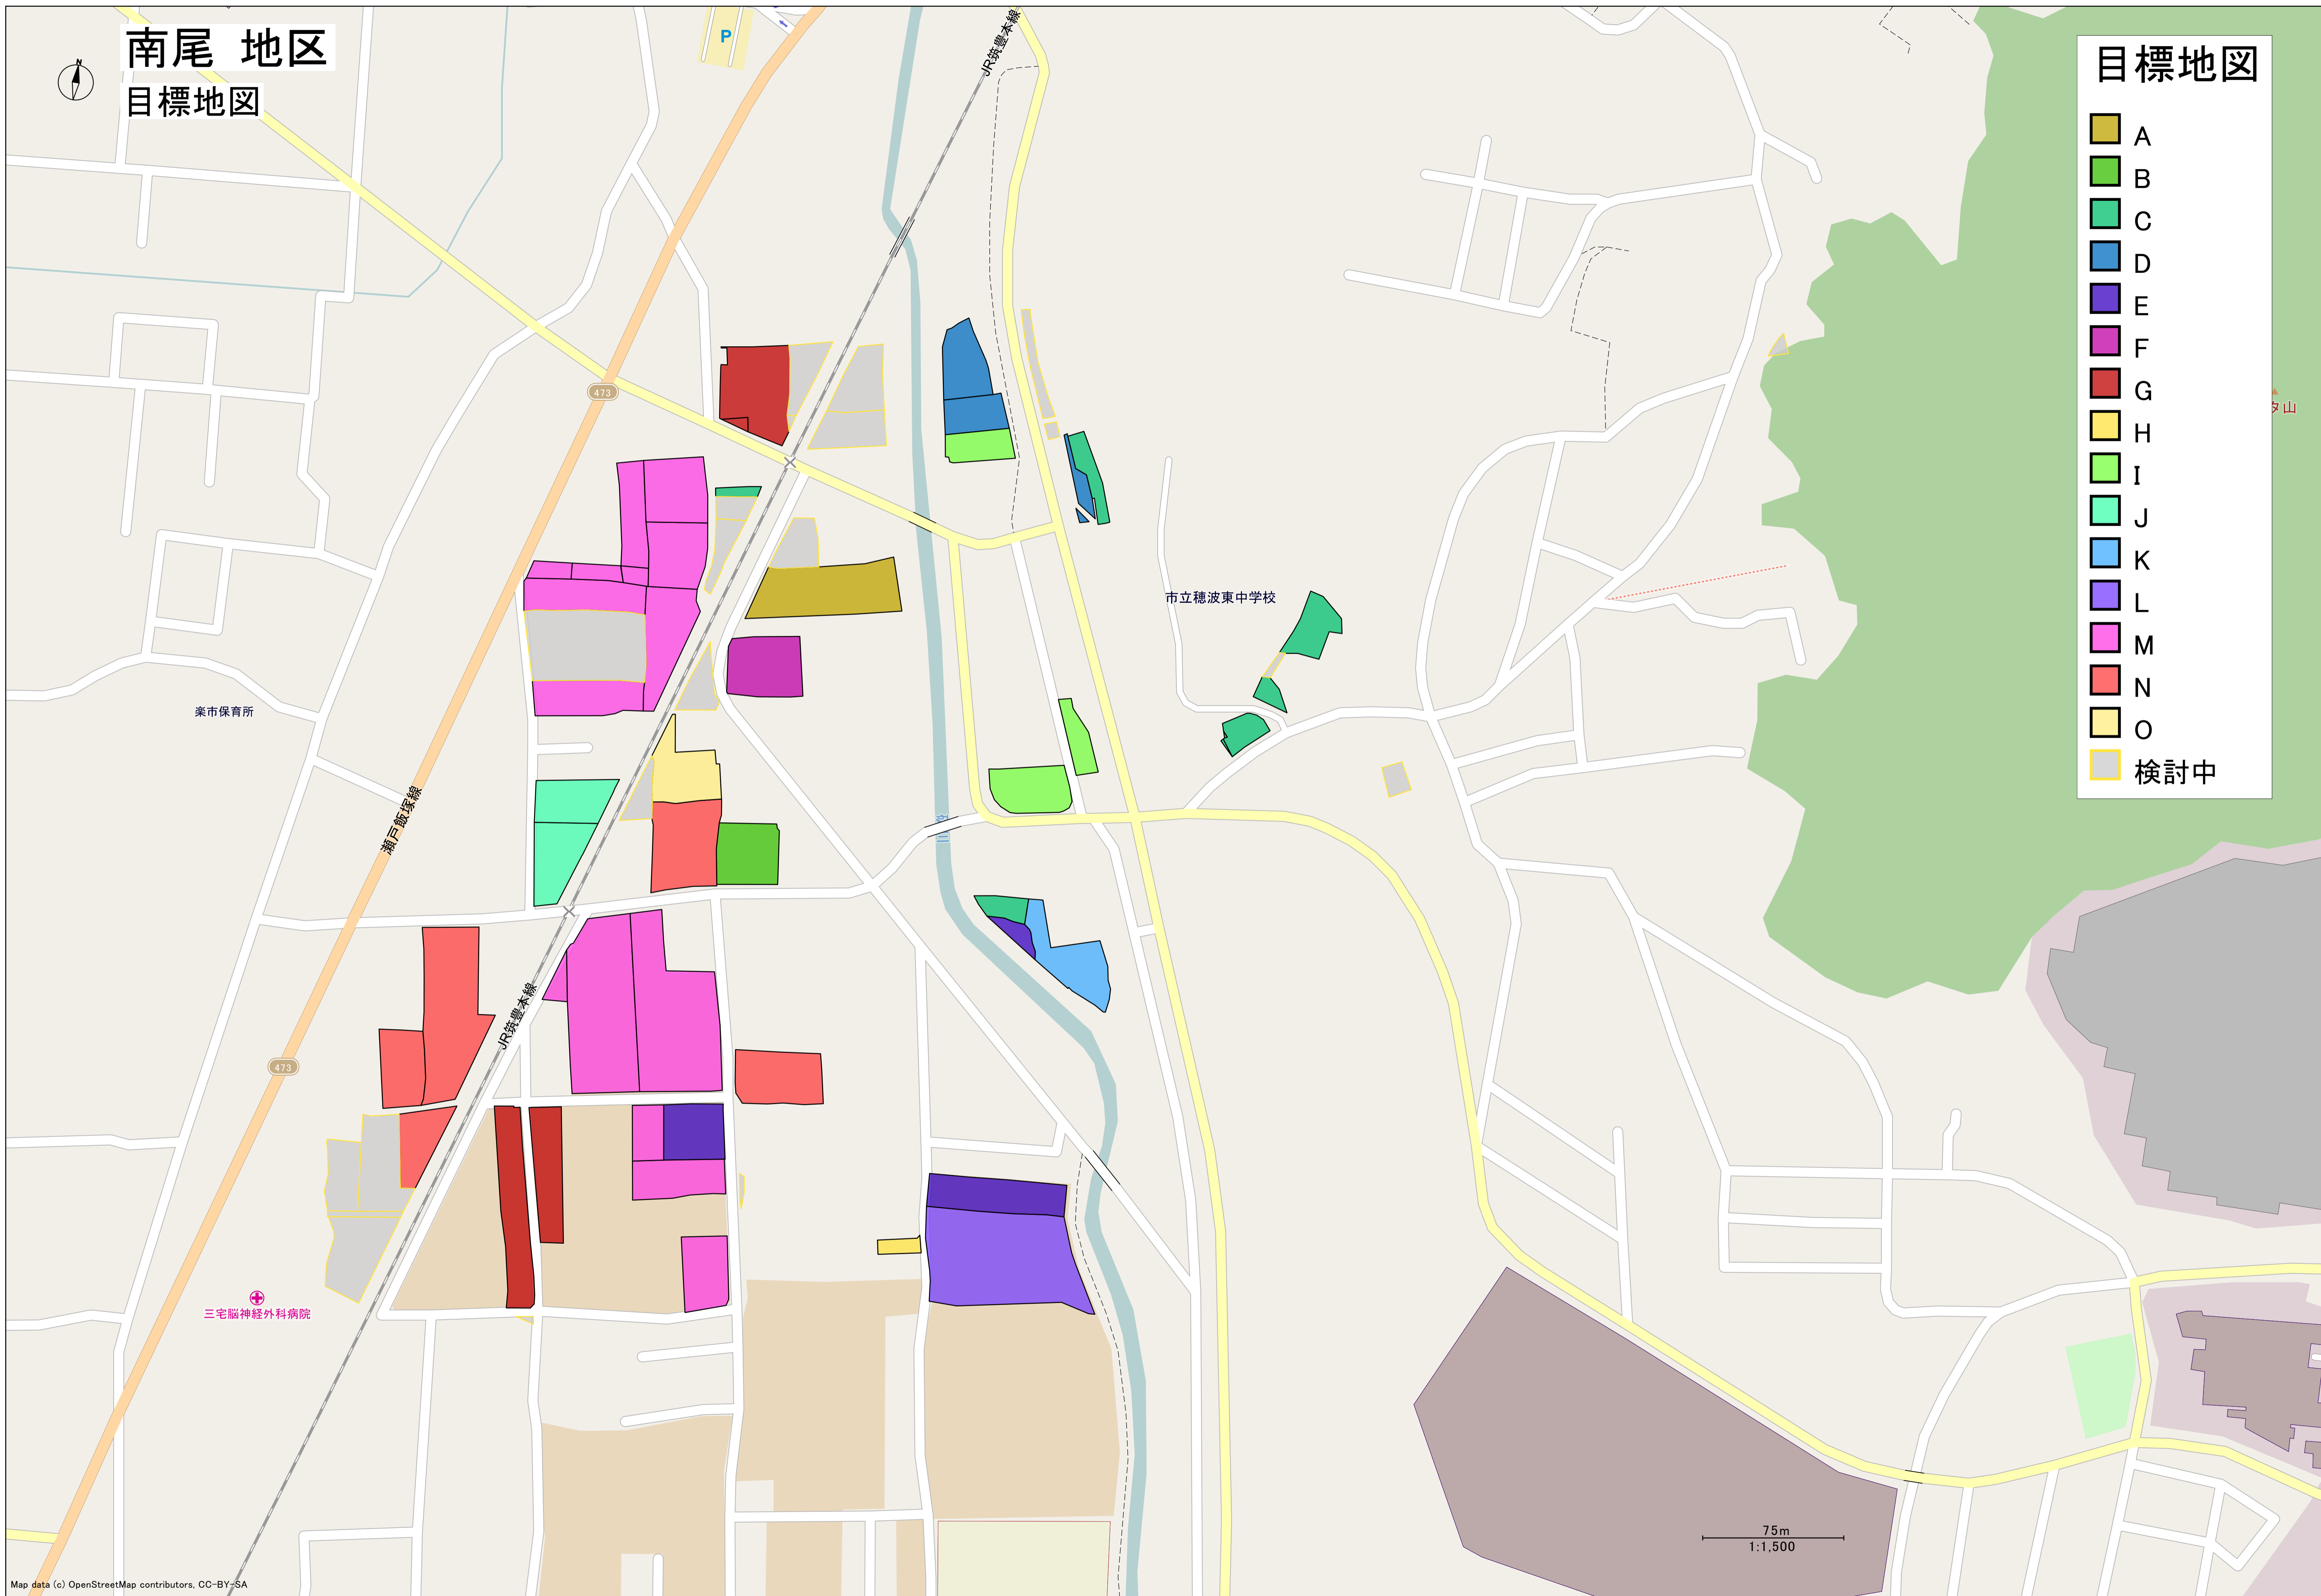 南尾 地区
目標地図
N
P
JR筑豊本線
473
市立穂波東中学校
楽市保育所
瀬戸飯塚線
JR筑豊本線
473
三宅脳神経外科病院
タ山
目標地図
A
B
C
D
E
F
G
H
I
J
K
L
M
N
O
検討中
75m
1:1,500
Map data (c) OpenStreetMap contributors, CC-BY-SA